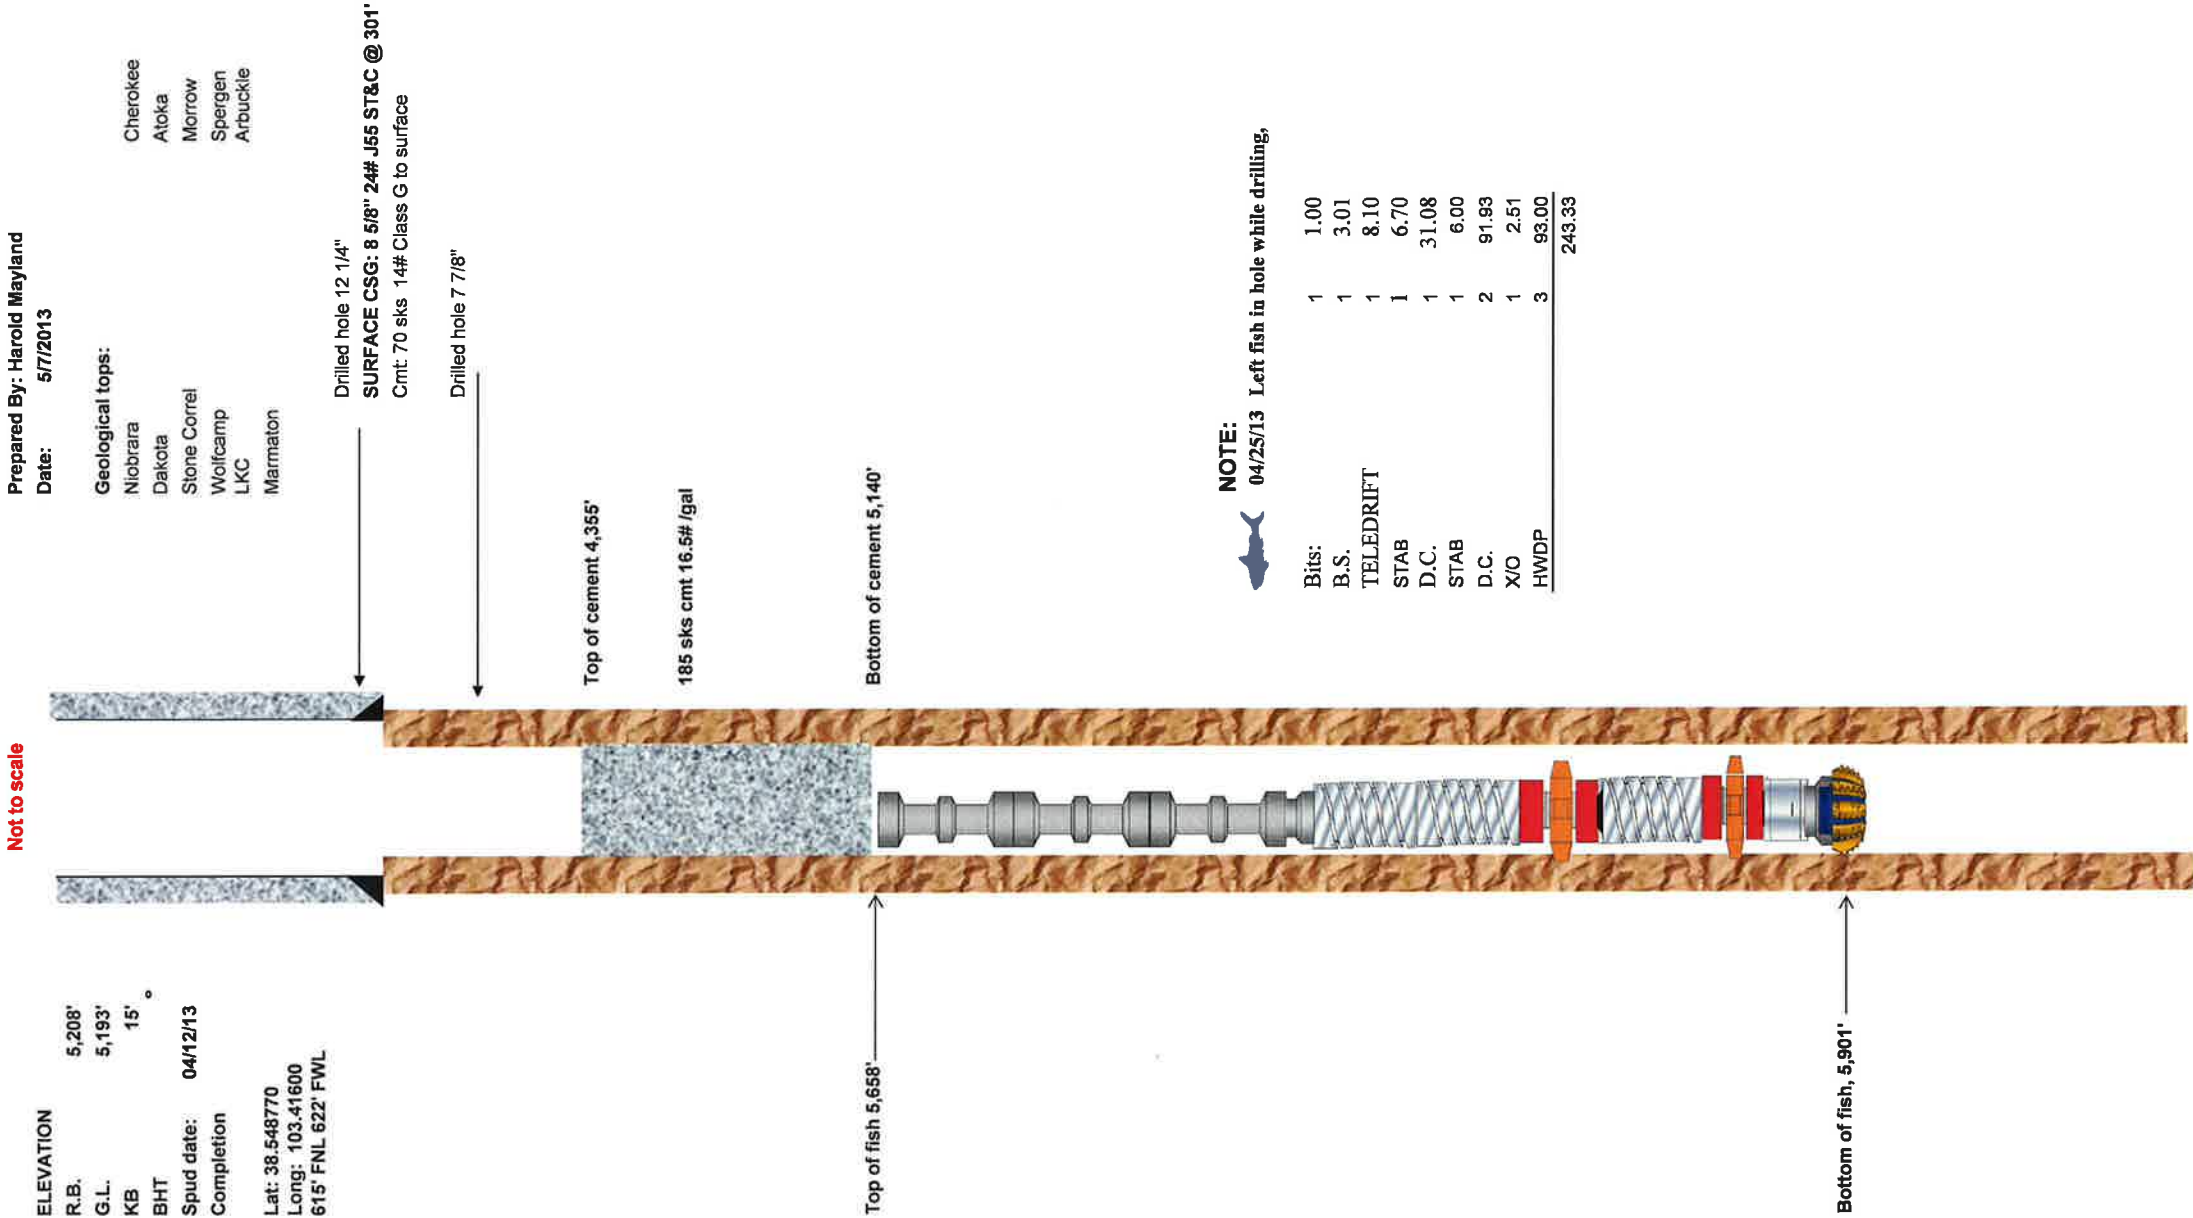 Not to scale
Prepared By: Harold Mayland
Date: 5/7/2013
ELEVATION
R.B. 5,208'
G.L. 5,193'
KB 15'
BHT °
Spud date: 04/12/13
Completion
Lat: 38.548770
Long: 103.41600
615' FNL 622' FWL
Geological tops:
Niobrara Cherokee
Dakota Atoka
Stone Correl Morrow
Wolfcamp Spergen
LKC Arbuckle
Marmaton
Drilled hole 12 1/4"
SURFACE CSG: 8 5/8" 24# J55 ST&C @ 301'
Cmt: 70 sks 14# Class G to surface
Drilled hole 7 7/8"
Top of cement 4,355'
185 sks cmt 16.5# /gal
Bottom of cement 5,140'
Top of fish 5,658'
NOTE:
04/25/13 Left fish in hole while drilling,
Bits: 1 1.00
B.S. 1 3.01
TELEDRIFT 1 8.10
STAB 1 6.70
D.C. 1 31.08
STAB 1 6.00
D.C. 2 91.93
X/O 1 2.51
HWDP 3 93.00
243.33
Bottom of fish, 5,901'